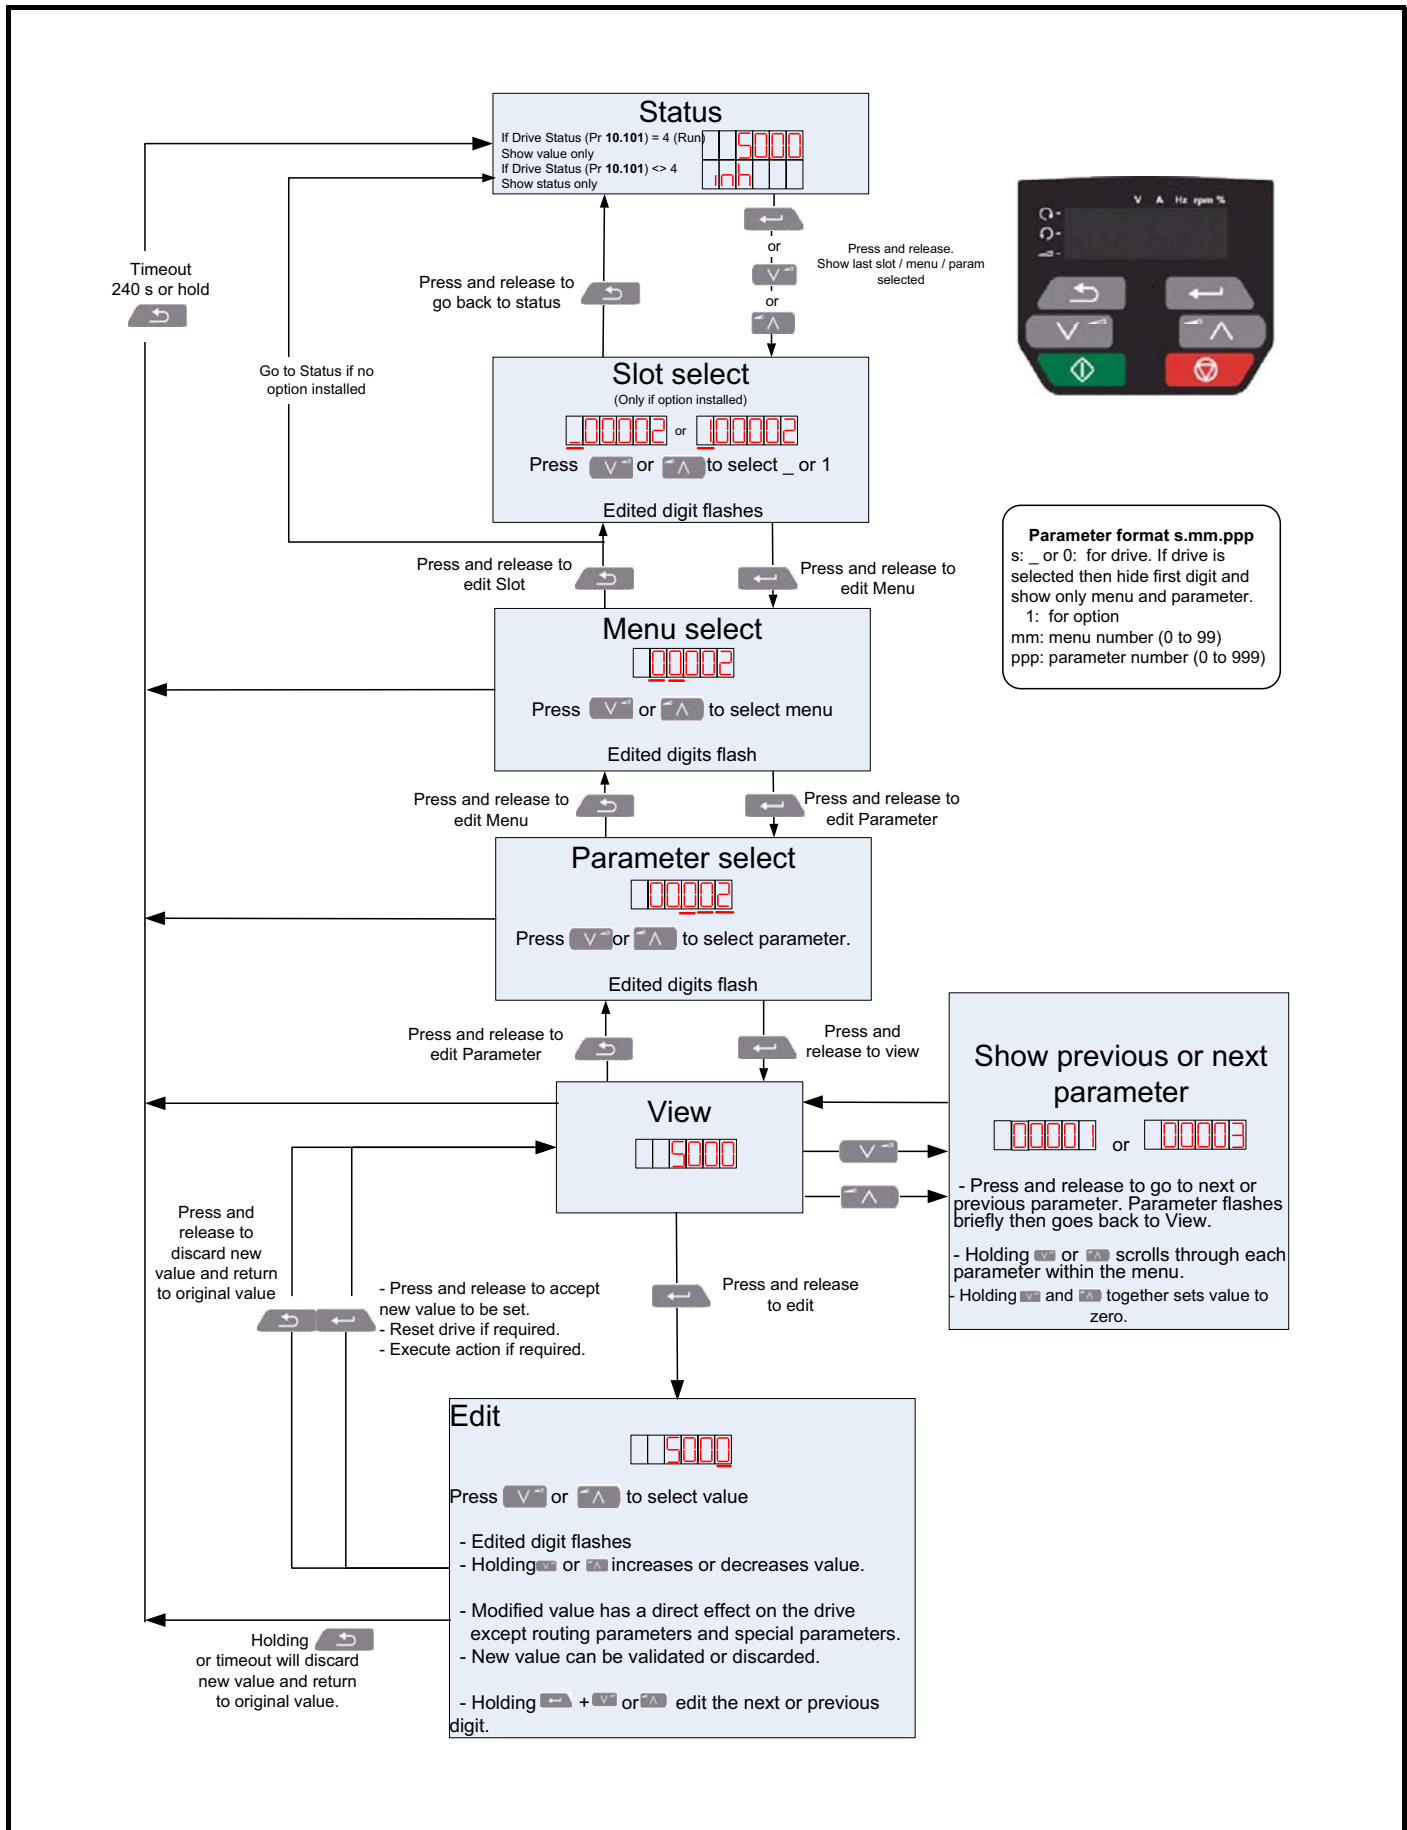 Status
If Drive Status (Pr 10.101) = 4 (Run)
Show value only
If Drive Status (Pr 10.101) <> 4
Show status only
5000
inh
V A Hz rpm %
Timeout
240 s or hold
Press and release to
go back to status
or
or
Press and release.
Show last slot / menu / param
selected
Go to Status if no
option installed
Slot select
(Only if option installed)
_00002 or 100002
Press or to select _ or 1
Edited digit flashes
Press and release to
edit Slot
Press and release to
edit Menu
Parameter format s.mm.ppp
s: _ or 0: for drive. If drive is
selected then hide first digit and
show only menu and parameter.
1: for option
mm: menu number (0 to 99)
ppp: parameter number (0 to 999)
Menu select
00002
Press or to select menu
Edited digits flash
Press and release to
edit Menu
Press and release to
edit Parameter
Parameter select
00002
Press or to select parameter.
Edited digits flash
Press and release to
edit Parameter
Press and
release to view
View
5000
Show previous or next
parameter
00001 or 00003
- Press and release to go to next or
previous parameter. Parameter flashes
briefly then goes back to View.
- Holding or scrolls through each
parameter within the menu.
- Holding and together sets value to
zero.
Press and
release to
discard new
value and return
to original value
- Press and release to accept
new value to be set.
- Reset drive if required.
- Execute action if required.
Press and release
to edit
Edit
5000
Press or to select value
- Edited digit flashes
- Holding or increases or decreases value.
- Modified value has a direct effect on the drive
except routing parameters and special parameters.
- New value can be validated or discarded.
- Holding + or edit the next or previous
digit.
Holding
or timeout will discard
new value and return
to original value.